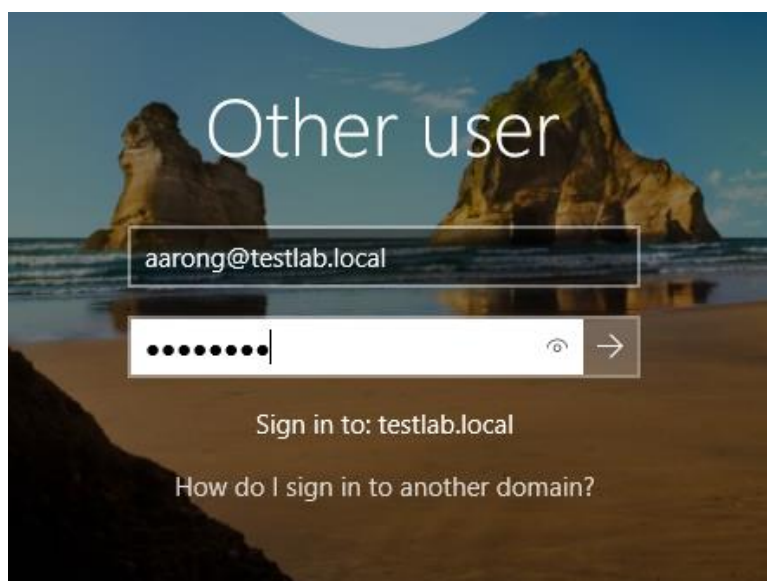 Other user
aarong@testlab.local
●●●●●●●●
Sign in to: testlab.local
How do I sign in to another domain?